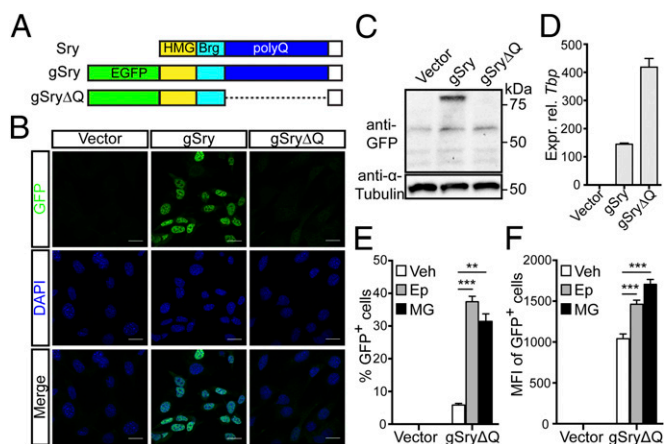 A
Sry
HMG
Brg
polyQ
gSry
EGFP
gSryΔQ
B
Vector
gSry
gSryΔQ
GFP
DAPI
Merge
C
Vector
gSry
gSryΔQ
kDa
anti-
GFP
75
50
anti-α-
Tubulin
50
D
Expr. rel. Tbp
500
400
300
200
100
0
Vector
gSry
gSryΔQ
E
Veh
Ep
MG
**
***
% GFP+ cells
40
30
20
10
0
Vector
gSryΔQ
F
Veh
Ep
MG
***
***
MFI of GFP+ cells
2000
1500
1000
500
0
Vector
gSryΔQ